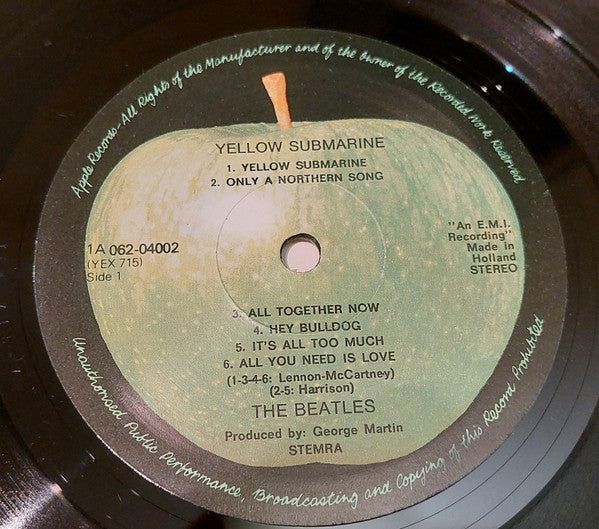 Apple Records-All Rights of the Manufacturer and of the Owner of the Recorded Work Reserved
YELLOW SUBMARINE
1. YELLOW SUBMARINE
2. ONLY A NORTHERN SONG
1A 062-04002
(YEX 715)
Side 1
"An E.M.I.
Recording"
Made in
Holland
STEREO
3. ALL TOGETHER NOW
4. HEY BULLDOG
5. IT'S ALL TOO MUCH
6. ALL YOU NEED IS LOVE
(1-3-4-6: Lennon-McCartney)
(2-5: Harrison)
THE BEATLES
Produced by: George Martin
STEMRA
Unauthorised Public Performance, Broadcasting and Copying of this Record Prohibited